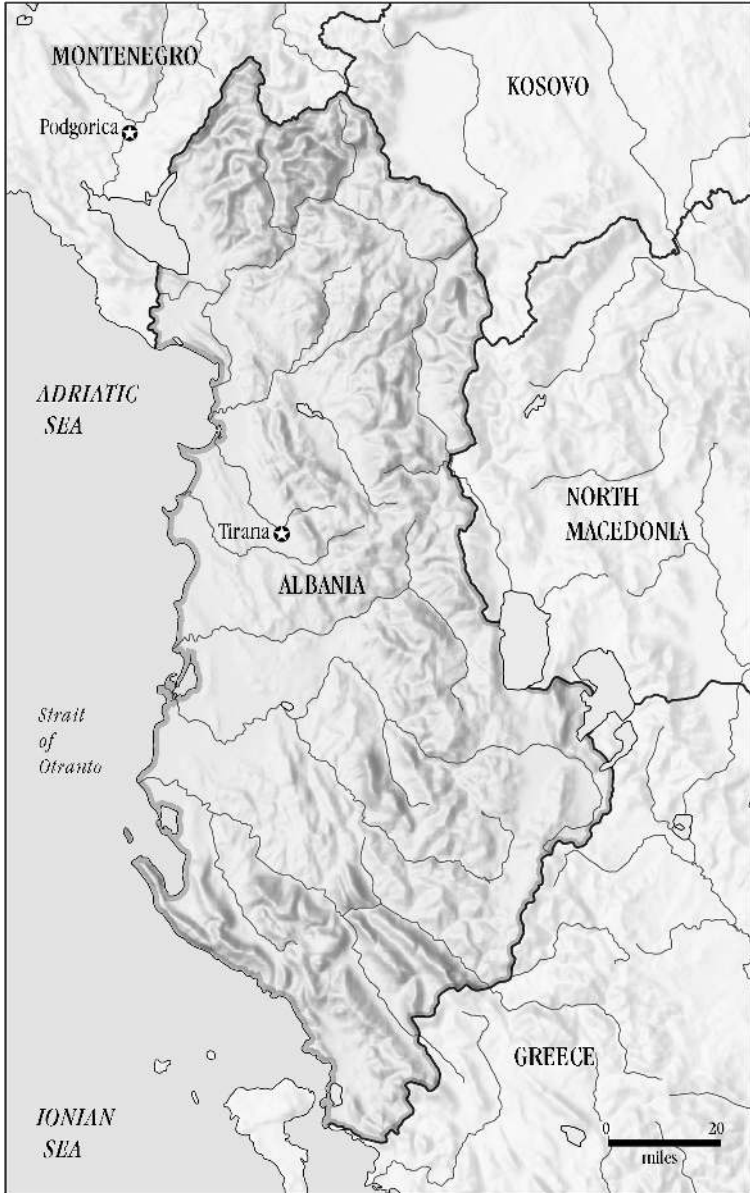 MONTENEGRO
KOSOVO
Podgorica
ADRIATIC
SEA
NORTH
MACEDONIA
Tirana
ALBANIA
Strait
of
Otranto
GREECE
IONIAN
SEA
0 20
miles